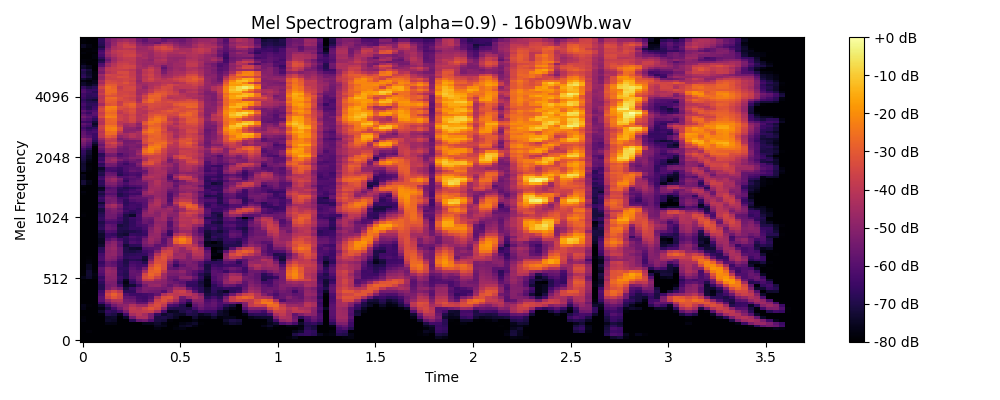 Mel Spectrogram (alpha=0.9) - 16b09Wb.wav
Mel Frequency
4096
2048
1024
512
0
0
0.5
1
1.5
2
2.5
3
3.5
Time
+0 dB
-10 dB
-20 dB
-30 dB
-40 dB
-50 dB
-60 dB
-70 dB
-80 dB